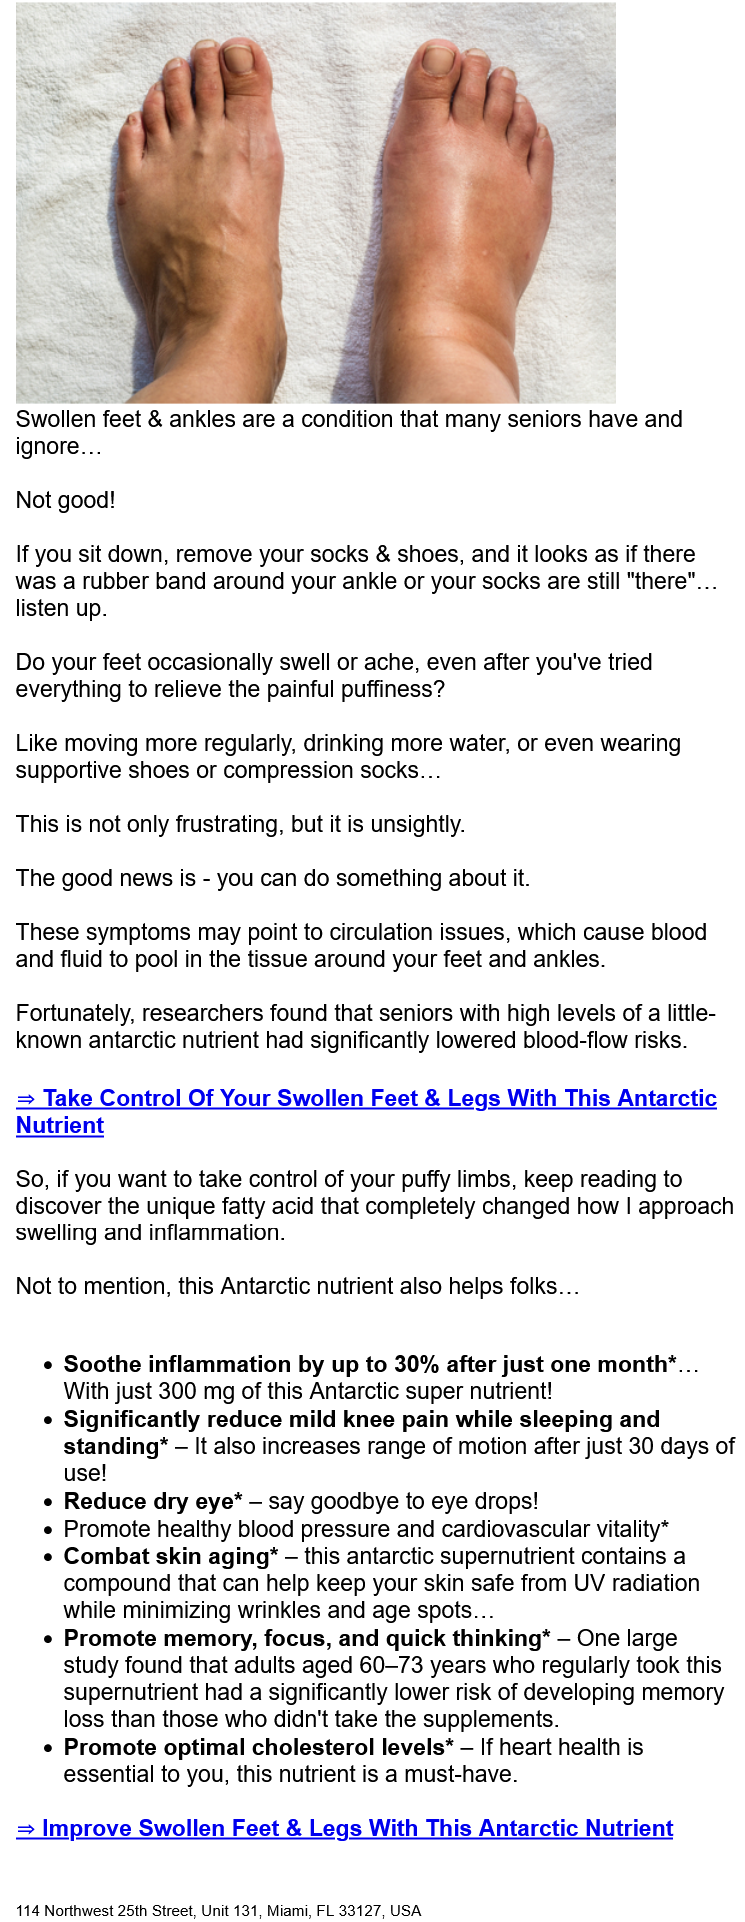 Swollen feet & ankles are a condition that many seniors have and
ignore…
Not good!
If you sit down, remove your socks & shoes, and it looks as if there
was a rubber band around your ankle or your socks are still "there"…
listen up.
Do your feet occasionally swell or ache, even after you've tried
everything to relieve the painful puffiness?
Like moving more regularly, drinking more water, or even wearing
supportive shoes or compression socks…
This is not only frustrating, but it is unsightly.
The good news is - you can do something about it.
These symptoms may point to circulation issues, which cause blood
and fluid to pool in the tissue around your feet and ankles.
Fortunately, researchers found that seniors with high levels of a little-
known antarctic nutrient had significantly lowered blood-flow risks.
⇒ Take Control Of Your Swollen Feet & Legs With This Antarctic
Nutrient
So, if you want to take control of your puffy limbs, keep reading to
discover the unique fatty acid that completely changed how I approach
swelling and inflammation.
Not to mention, this Antarctic nutrient also helps folks…
• Soothe inflammation by up to 30% after just one month*…
With just 300 mg of this Antarctic super nutrient!
• Significantly reduce mild knee pain while sleeping and
standing* – It also increases range of motion after just 30 days of
use!
• Reduce dry eye* – say goodbye to eye drops!
• Promote healthy blood pressure and cardiovascular vitality*
• Combat skin aging* – this antarctic supernutrient contains a
compound that can help keep your skin safe from UV radiation
while minimizing wrinkles and age spots…
• Promote memory, focus, and quick thinking* – One large
study found that adults aged 60–73 years who regularly took this
supernutrient had a significantly lower risk of developing memory
loss than those who didn't take the supplements.
• Promote optimal cholesterol levels* – If heart health is
essential to you, this nutrient is a must-have.
⇒ Improve Swollen Feet & Legs With This Antarctic Nutrient
114 Northwest 25th Street, Unit 131, Miami, FL 33127, USA